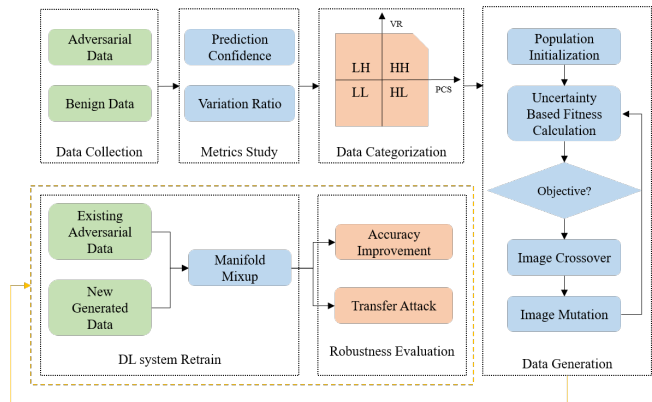 Adversarial
Data
Benign Data
Data Collection
Prediction
Confidence
Variation Ratio
Metrics Study
VR
LH
HH
PCS
LL
HL
Data Categorization
Population
Initialization
Uncertainty
Based Fitness
Calculation
Objective?
Image Crossover
Image Mutation
Data Generation
Existing
Adversarial
Data
New
Generated
Data
Manifold
Mixup
DL system Retrain
Accuracy
Improvement
Transfer Attack
Robustness Evaluation